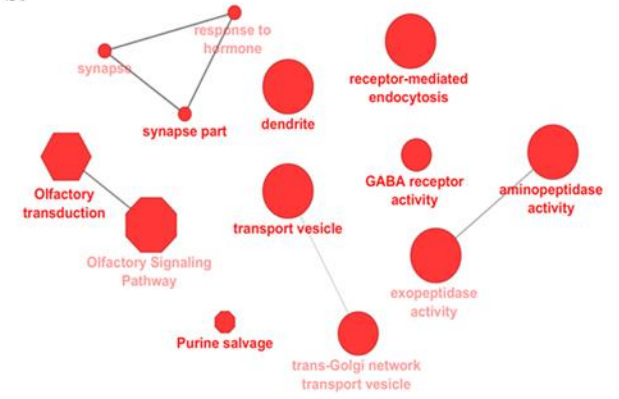 response to
hormone
synapse
synapse part
receptor-mediated
endocytosis
dendrite
GABA receptor
activity
aminopeptidase
activity
Olfactory
transduction
transport vesicle
Olfactory Signaling
Pathway
exopeptidase
activity
Purine salvage
trans-Golgi network
transport vesicle